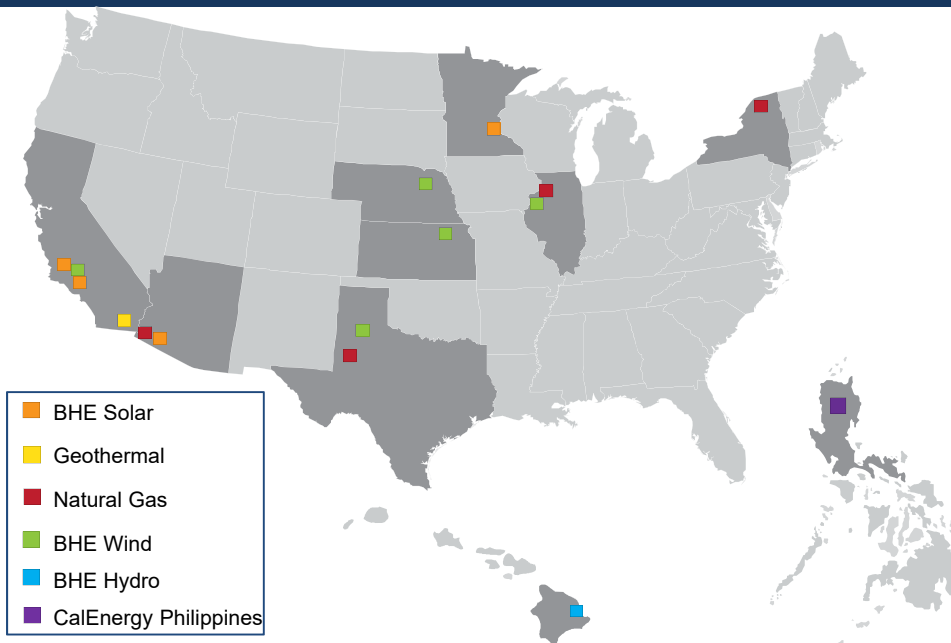 BHE Solar
Geothermal
Natural Gas
BHE Wind
BHE Hydro
CalEnergy Philippines